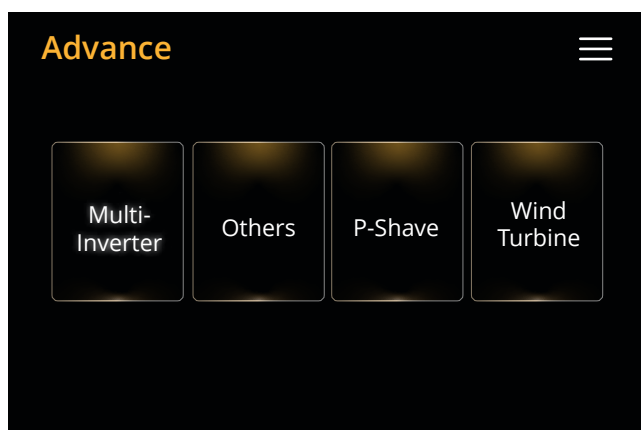 Advance
Multi-
Inverter
Others
P-Shave
Wind
Turbine